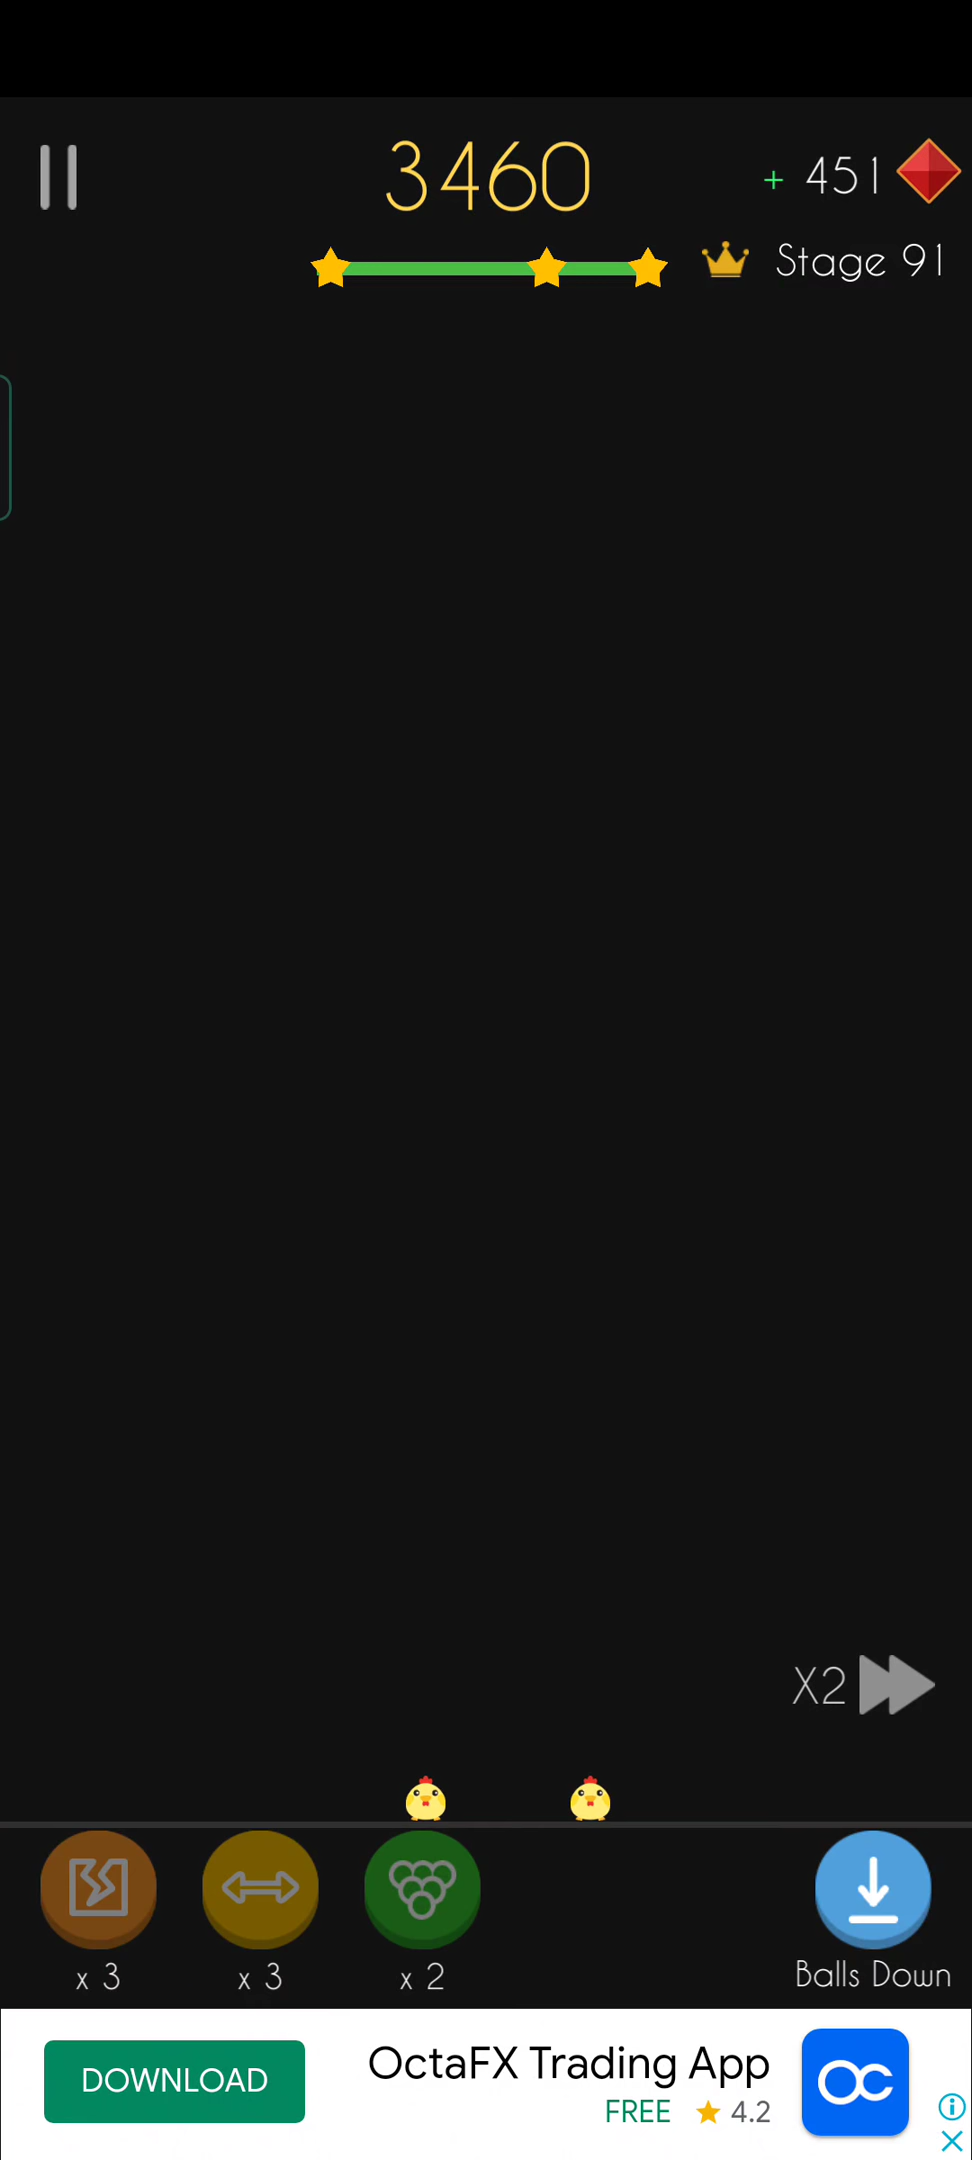 3460
+ 451
Stage 91
X2
x 3
x 3
x 2
Balls Down
DOWNLOAD
OctaFX Trading App
FREE
4.2